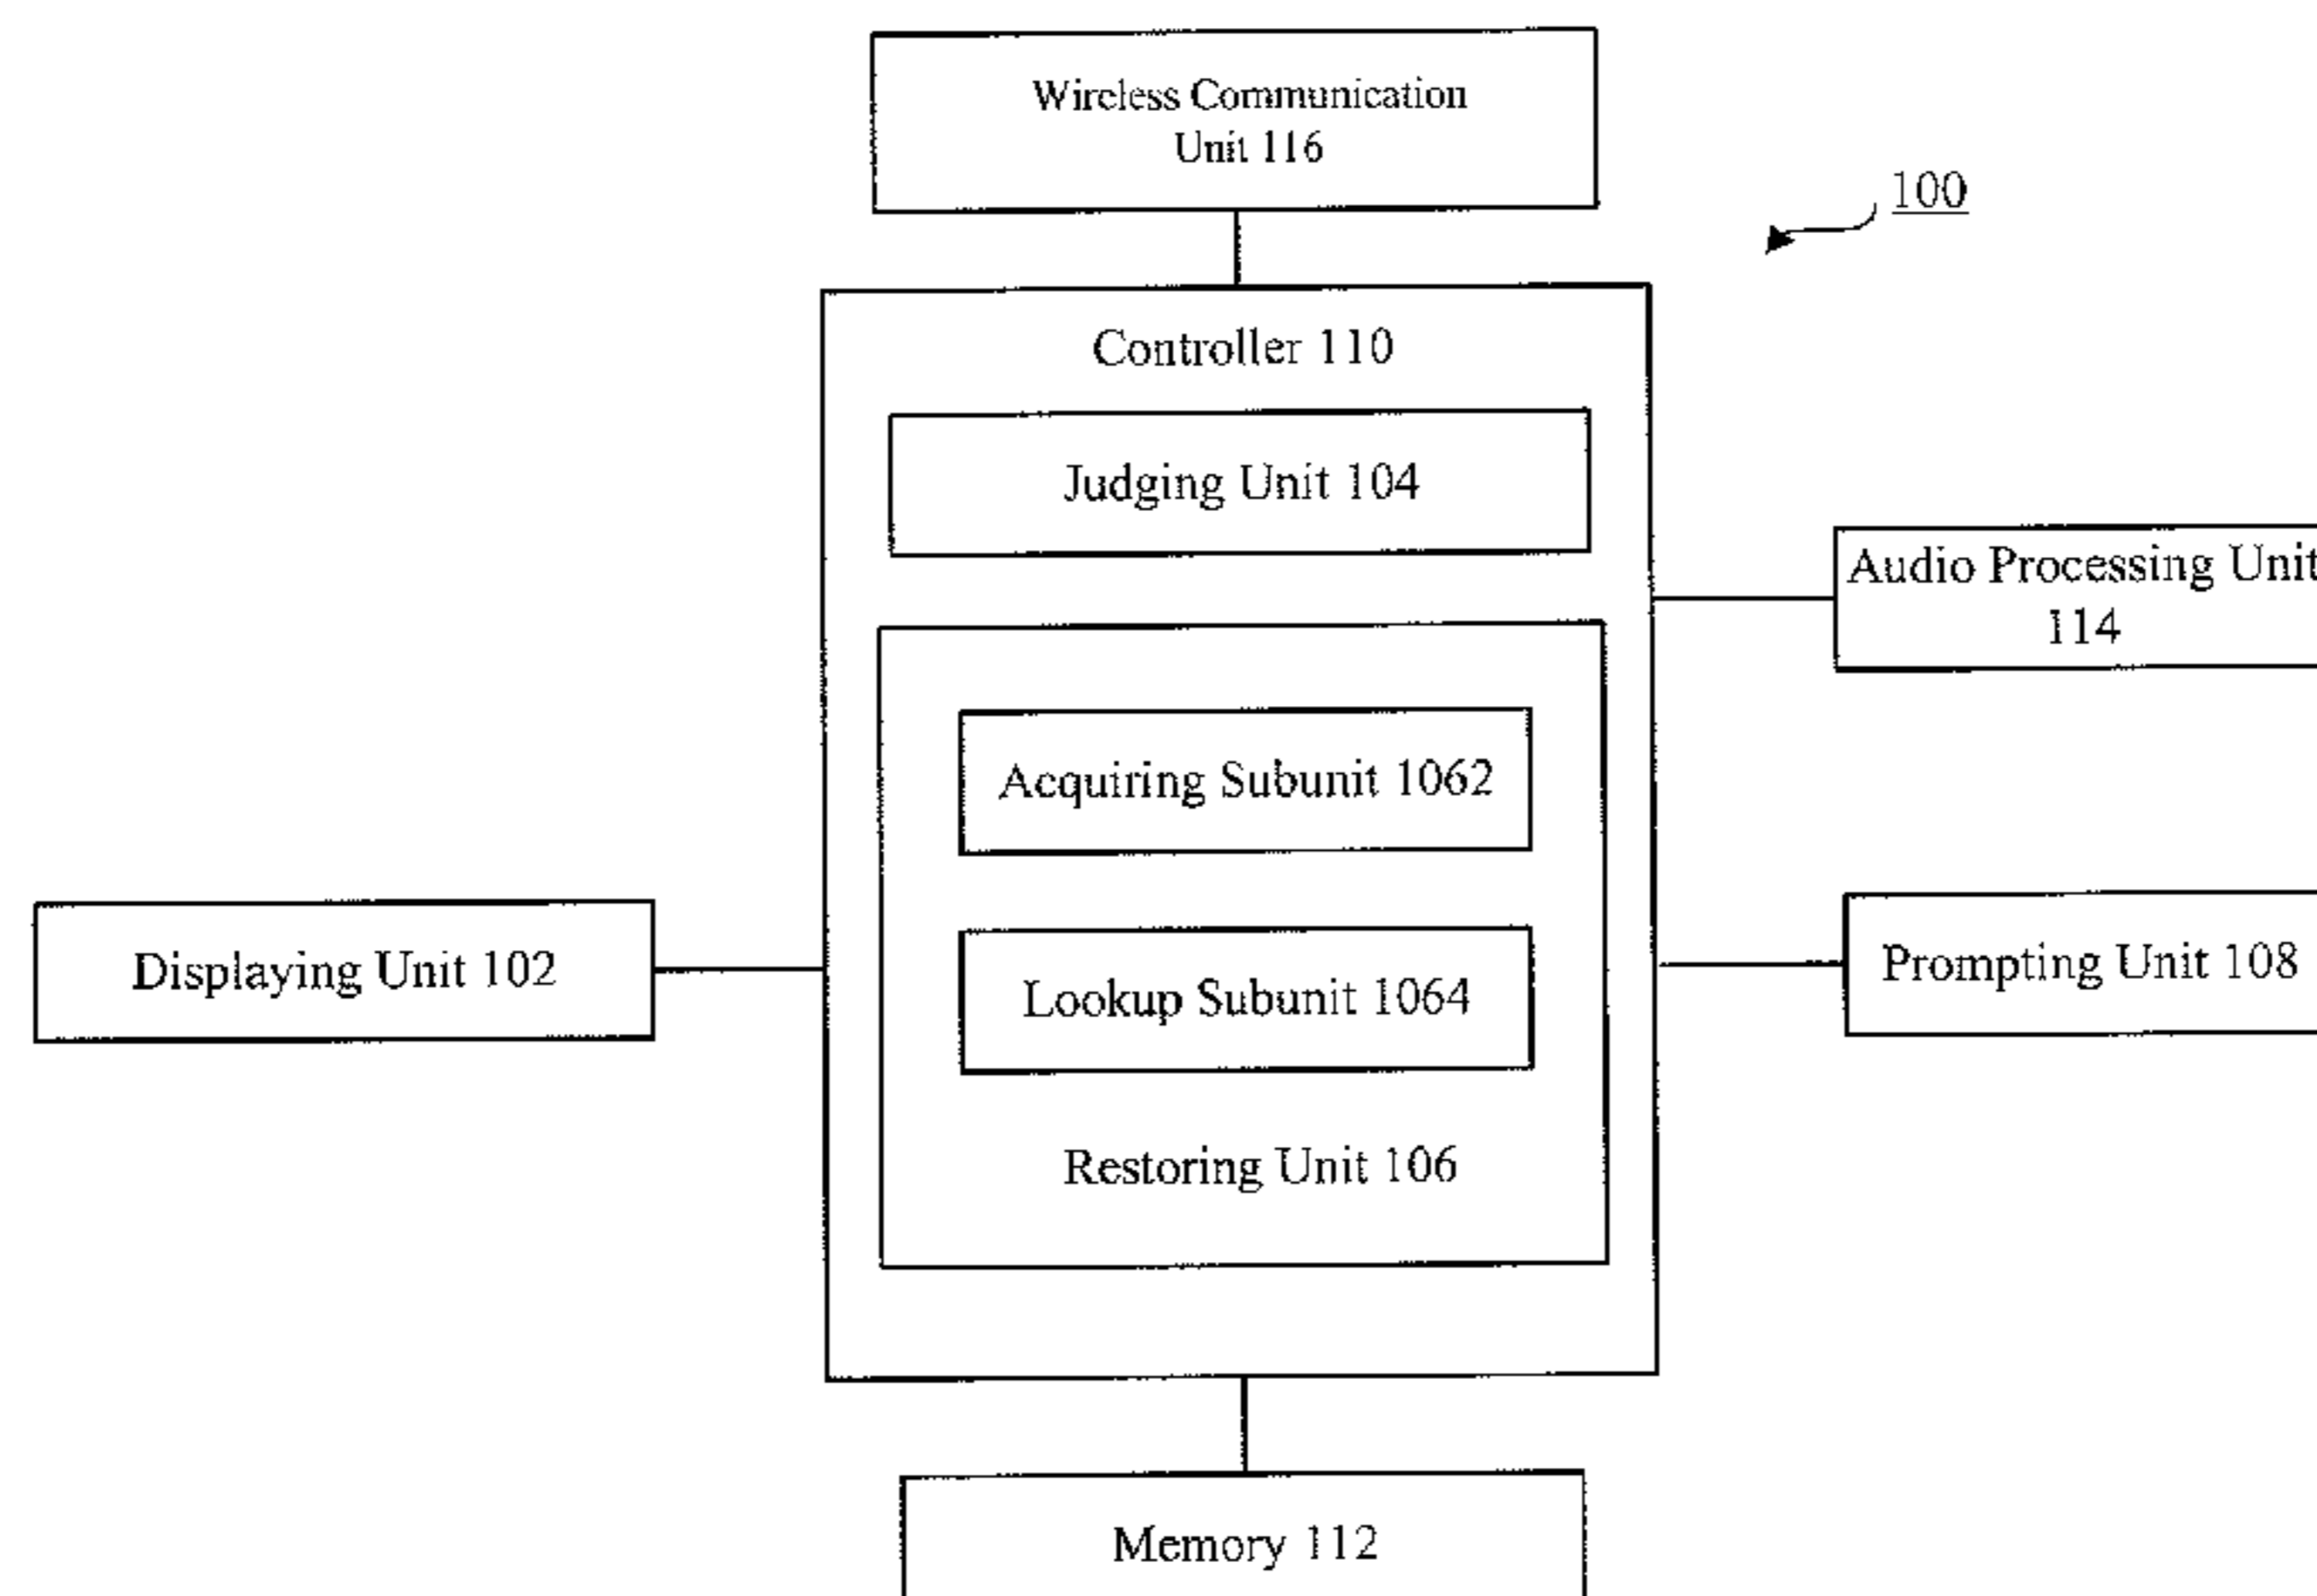 Wireless Communication
Unit 116
100
Controller 110
Judging Unit 104
Audio Processing Unit
114
Acquiring Subunit 1062
Displaying Unit 102
Prompting Unit 108
Lookup Subunit 1064
Restoring Unit 106
Memory 112